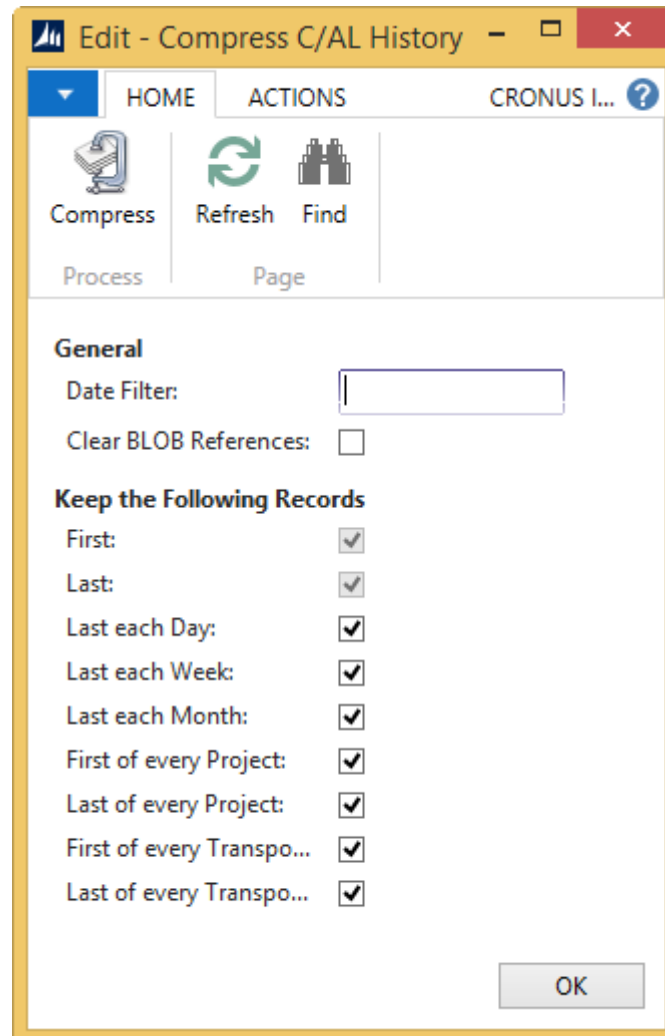 Edit - Compress C/AL History
HOME ACTIONS CRONUS I...
Compress Refresh Find
Process Page
General
Date Filter:
Clear BLOB References:
Keep the Following Records
First:
Last:
Last each Day:
Last each Week:
Last each Month:
First of every Project:
Last of every Project:
First of every Transpo...
Last of every Transpo...
OK